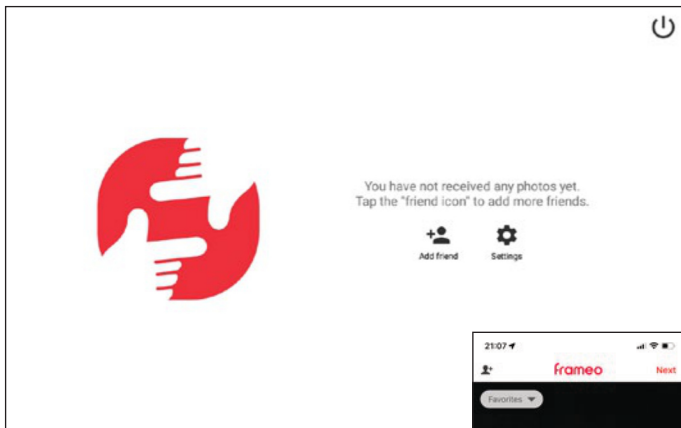 You have not received any photos yet.
Tap the "friend icon" to add more friends.
Add friend
Settings
21:07
frameo
Next
Favorites